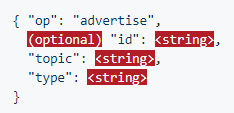 { "op": "advertise",
(optional) "id": <string>,
"topic": <string>,
"type": <string>
}